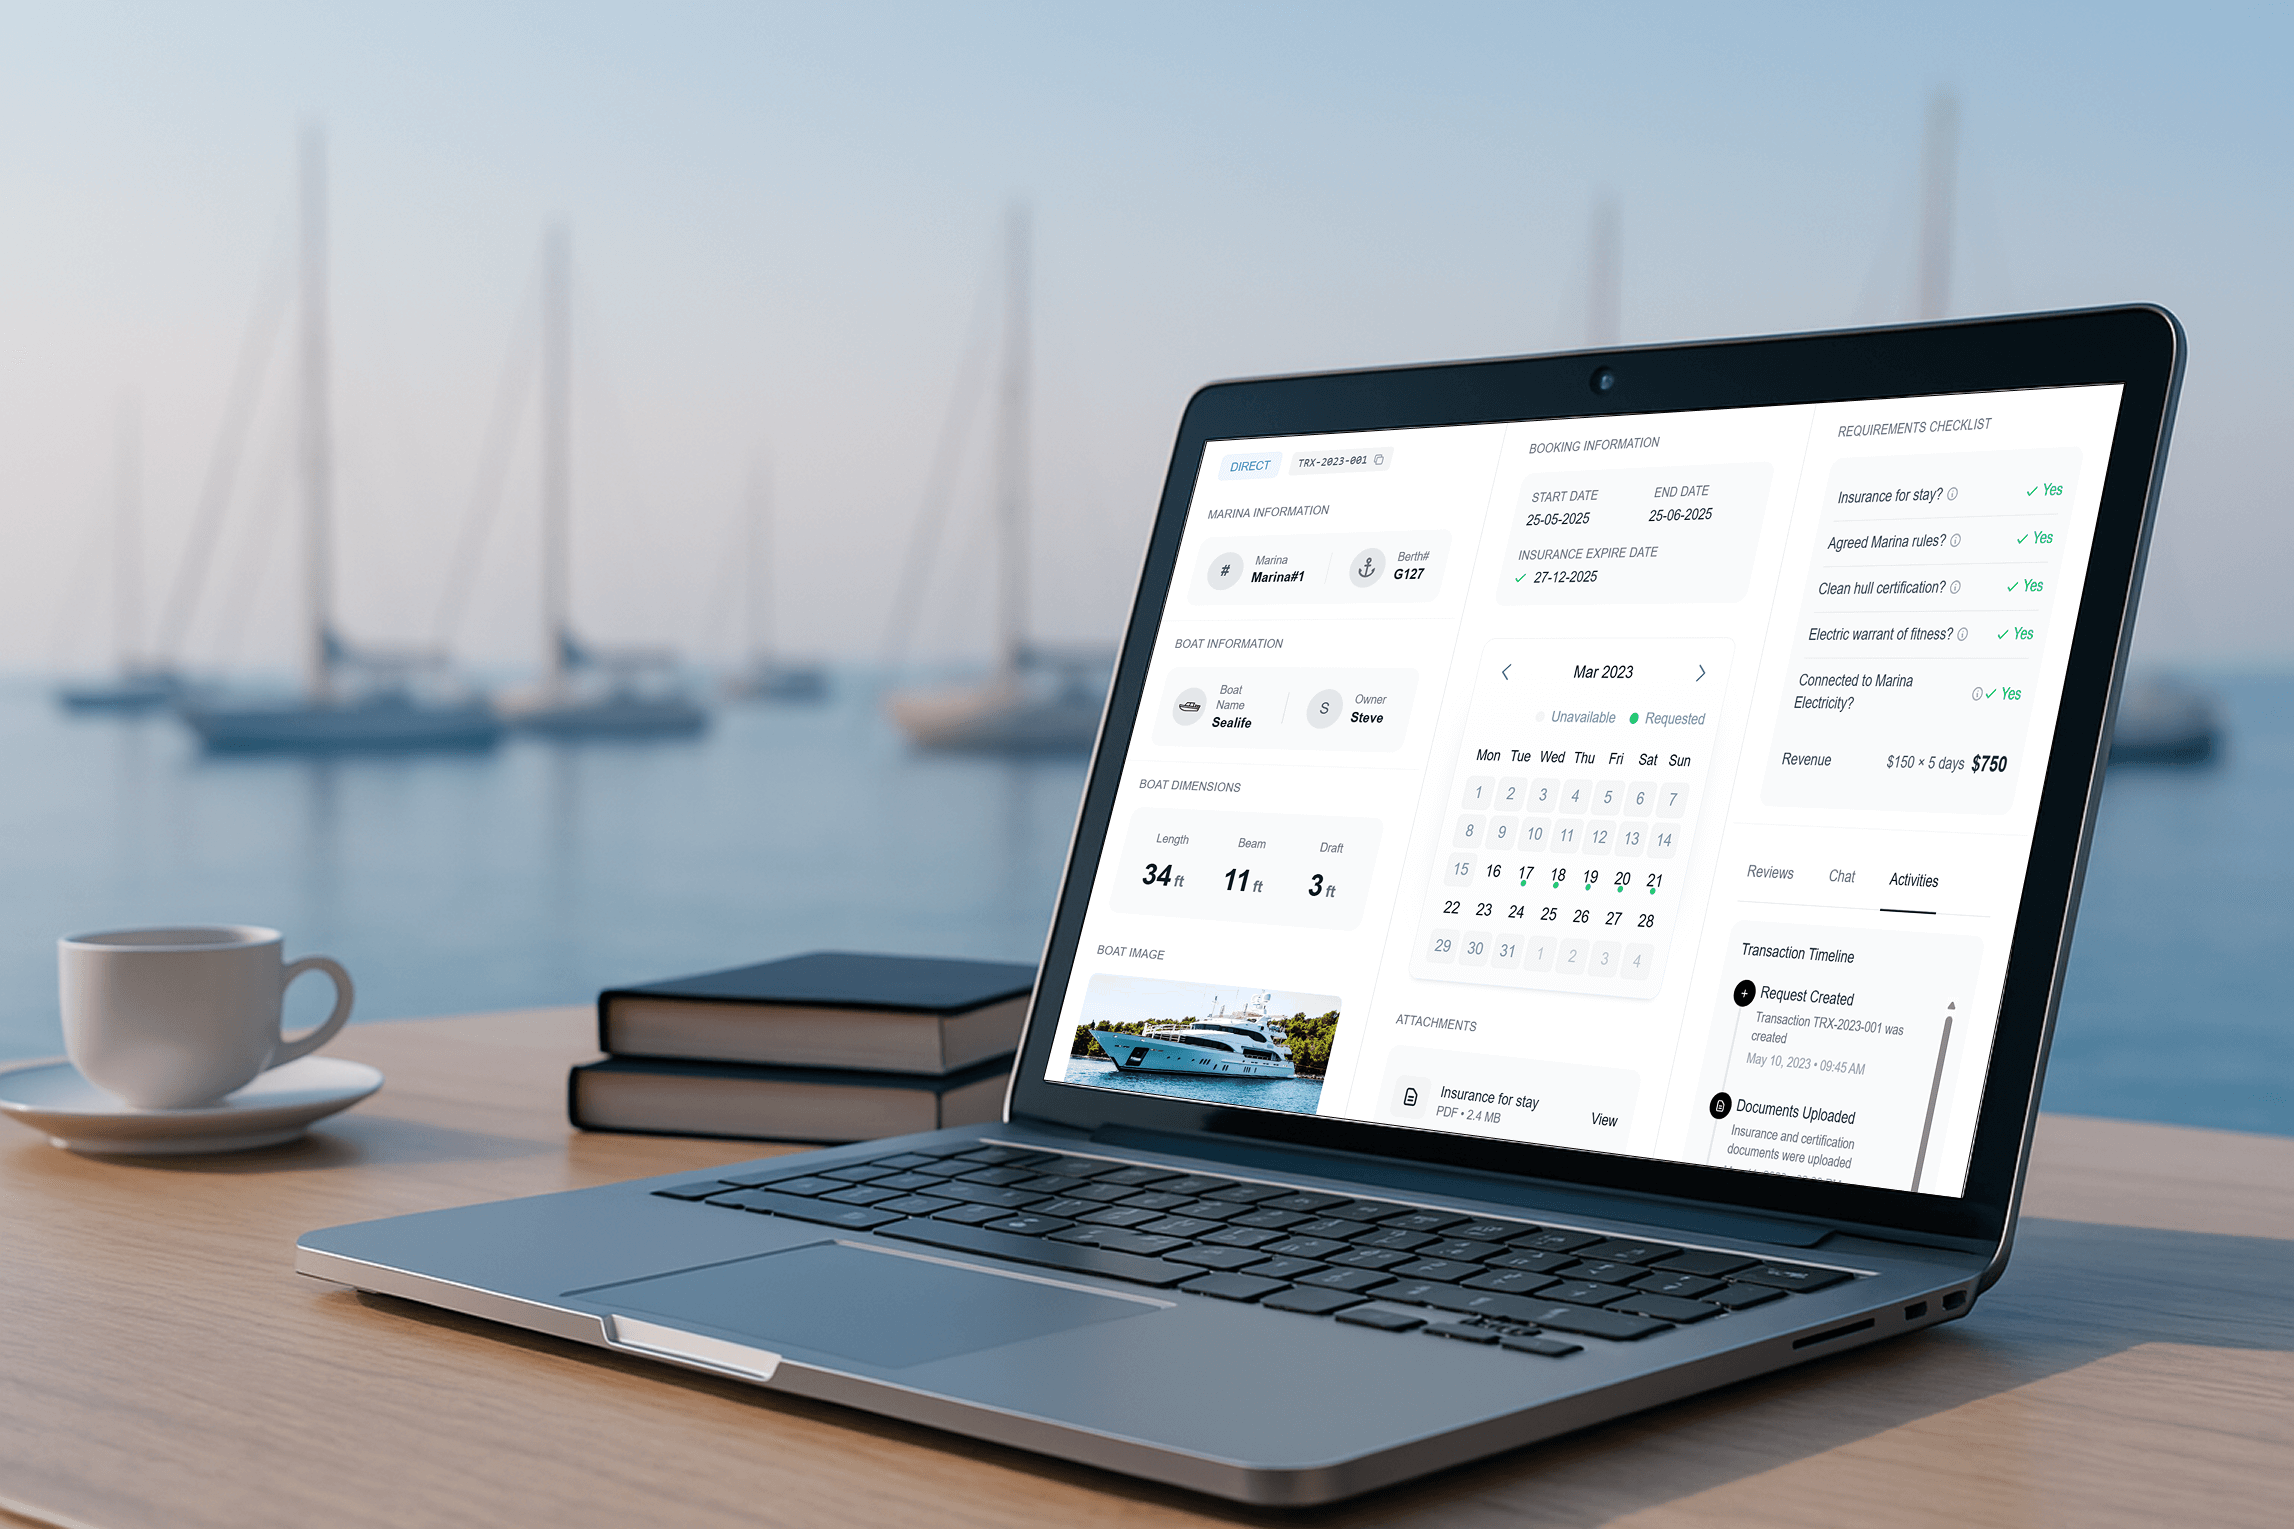 DIRECT TRX-2023-001
MARINA INFORMATION
#
Marina
Marina#1
Berth#
G127
BOAT INFORMATION
Boat
Name
Sealife
S
Owner
Steve
BOAT DIMENSIONS
Length Beam Draft
34 ft 11 ft 3 ft
BOAT IMAGE
BOOKING INFORMATION
START DATE END DATE
25-05-2025 25-06-2025
INSURANCE EXPIRE DATE
27-12-2025
Mar 2023
Unavailable Requested
Mon Tue Wed Thu Fri Sat Sun
1 2 3 4 5 6 7
8 9 10 11 12 13 14
15 16 17 18 19 20 21
22 23 24 25 26 27 28
29 30 31 1 2 3 4
ATTACHMENTS
Insurance for stay
PDF • 2.4 MB
View
REQUIREMENTS CHECKLIST
Insurance for stay? Yes
Agreed Marina rules? Yes
Clean hull certification? Yes
Electric warrant of fitness? Yes
Connected to Marina
Electricity? Yes
Revenue $150 × 5 days $750
Reviews Chat Activities
Transaction Timeline
Request Created
Transaction TRX-2023-001 was
created
May 10, 2023 • 09:45 AM
Documents Uploaded
Insurance and certification
documents were uploaded